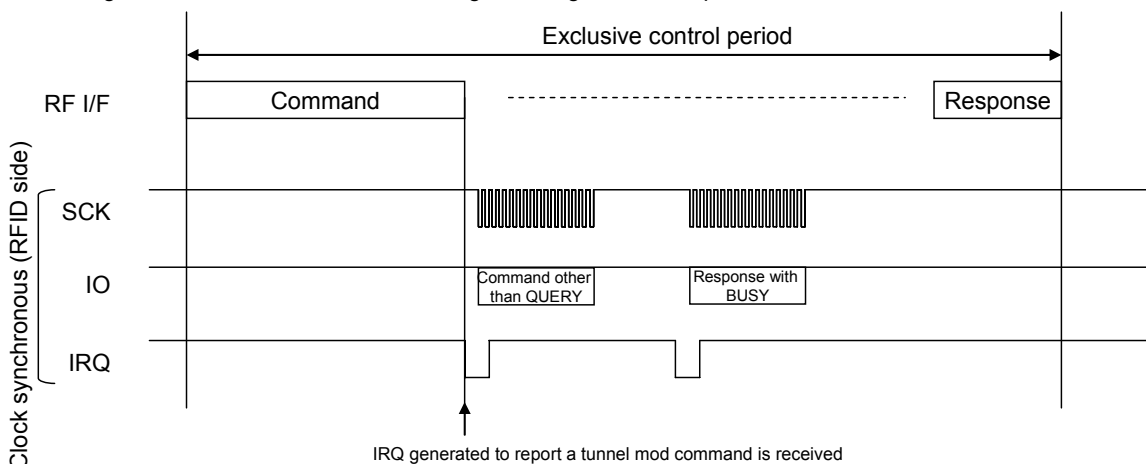 Exclusive control period
RF I/F
Command
Response
Clock synchronous (RFID side)
SCK
IO
Command other
than QUERY
Response with
BUSY
IRQ
IRQ generated to report a tunnel mod command is received